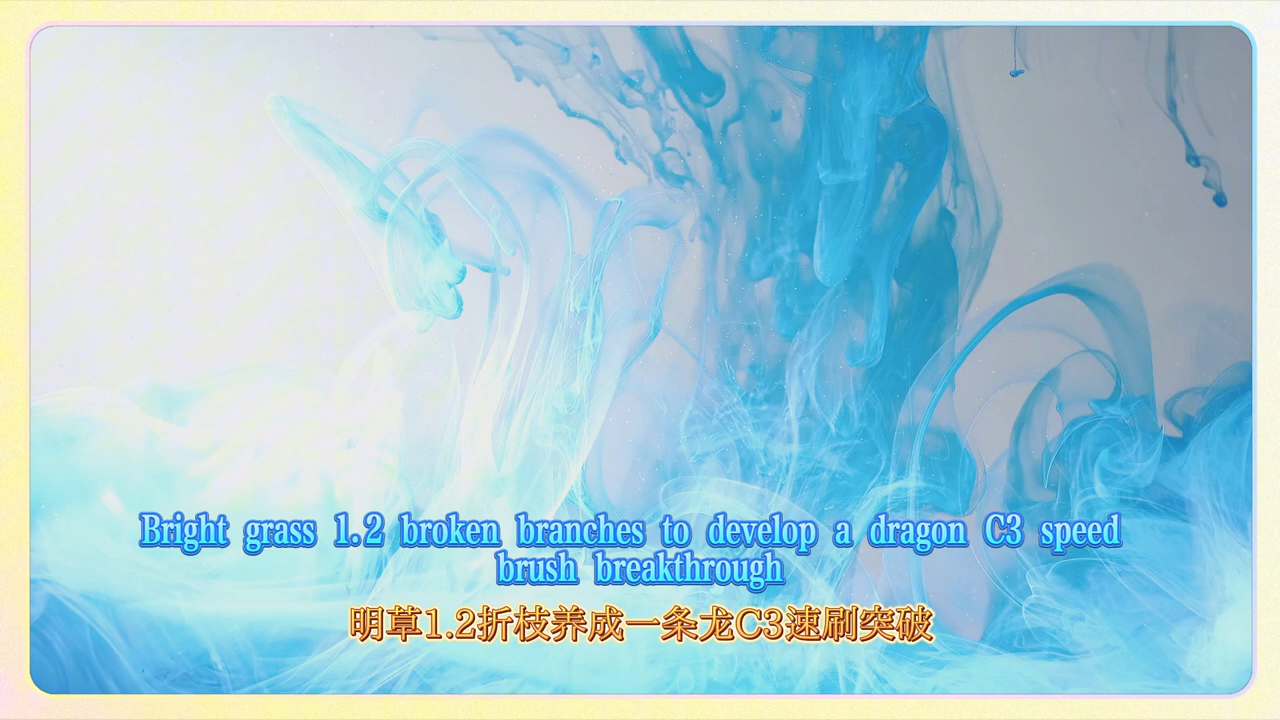 Bright grass 1.2 broken branches to develop a dragon C3 speed
brush breakthrough
明草1.2折枝养成一条龙C3速刷突破